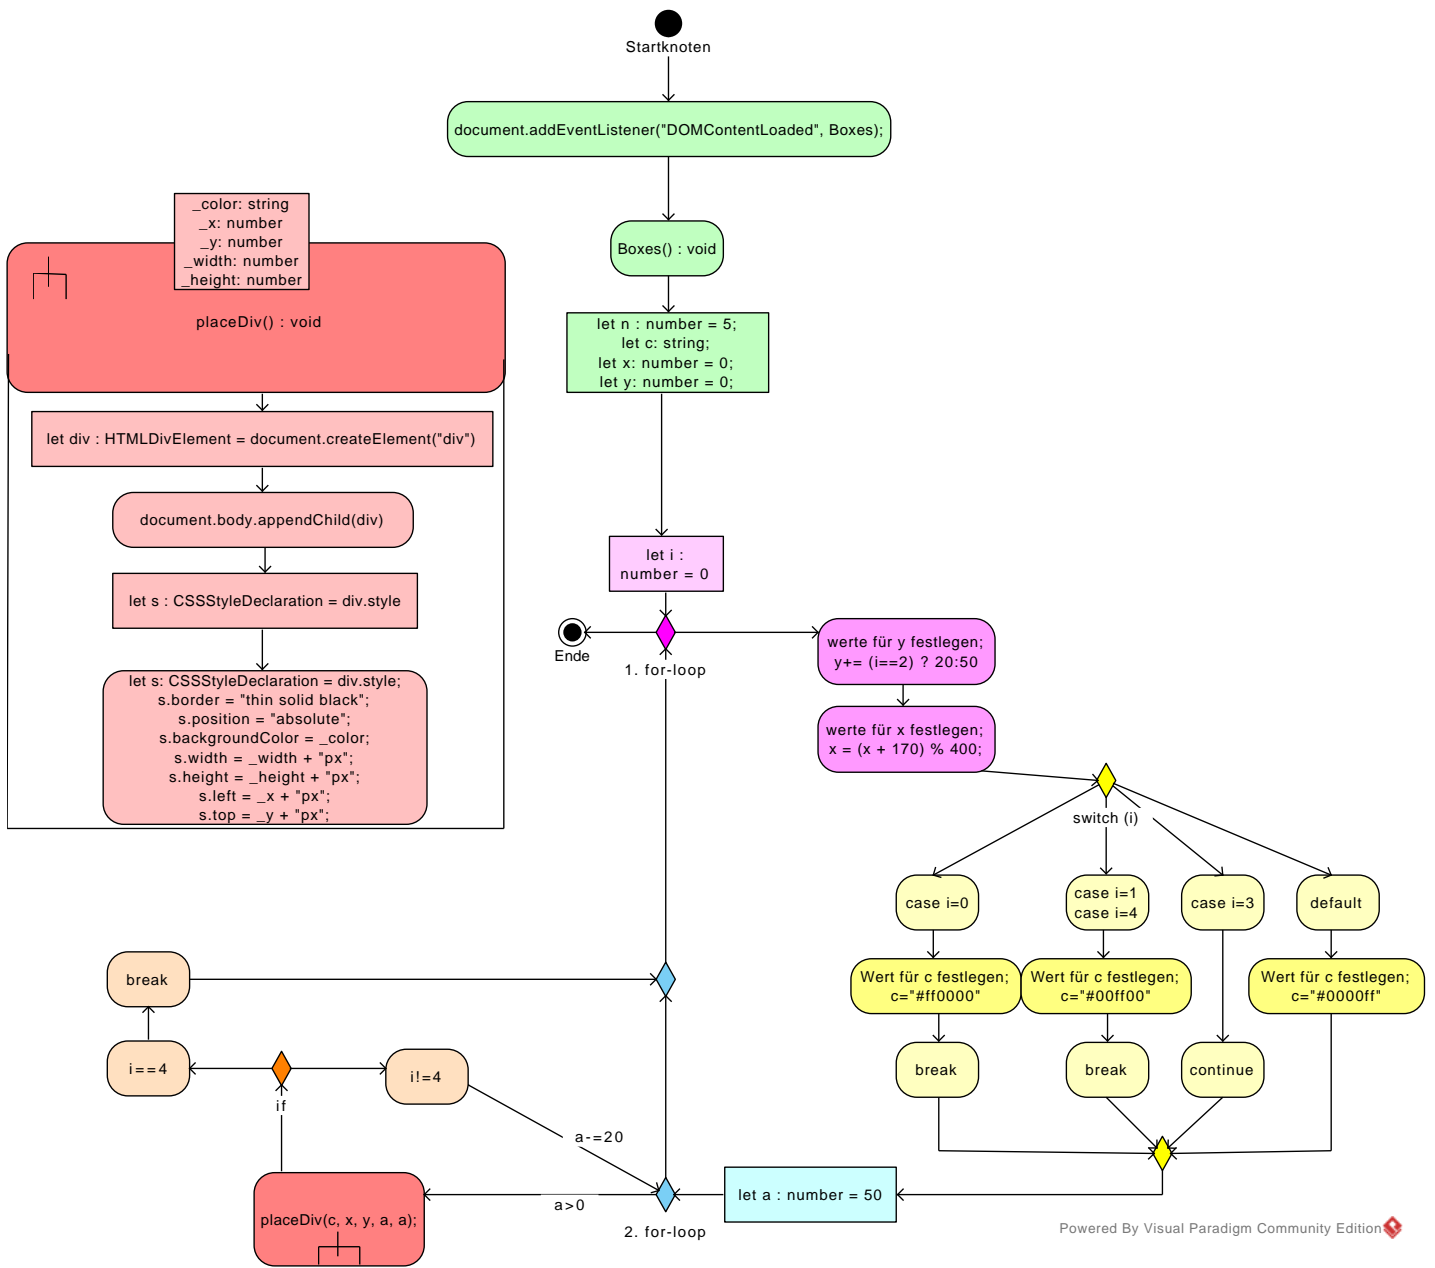 Startknoten
document.addEventListener("DOMContentLoaded", Boxes);
_color: string
_x: number
_y: number
_width: number
_height: number
placeDiv() : void
let div : HTMLDivElement = document.createElement("div")
document.body.appendChild(div)
let s : CSSStyleDeclaration = div.style
let s: CSSStyleDeclaration = div.style;
s.border = "thin solid black";
s.position = "absolute";
s.backgroundColor = _color;
s.width = _width + "px";
s.height = _height + "px";
s.left = _x + "px";
s.top = _y + "px";
Boxes() : void
let n : number = 5;
let c: string;
let x: number = 0;
let y: number = 0;
let i :
number = 0
Ende
1. for-loop
werte für y festlegen;
y+= (i==2) ? 20:50
werte für x festlegen;
x = (x + 170) % 400;
switch (i)
case i=0
case i=1
case i=4
case i=3
default
Wert für c festlegen;
c="#ff0000"
Wert für c festlegen;
c="#00ff00"
Wert für c festlegen;
c="#0000ff"
break
break
continue
let a : number = 50
2. for-loop
a>0
placeDiv(c, x, y, a, a);
if
i==4
i!=4
a-=20
break
Powered By Visual Paradigm Community Edition